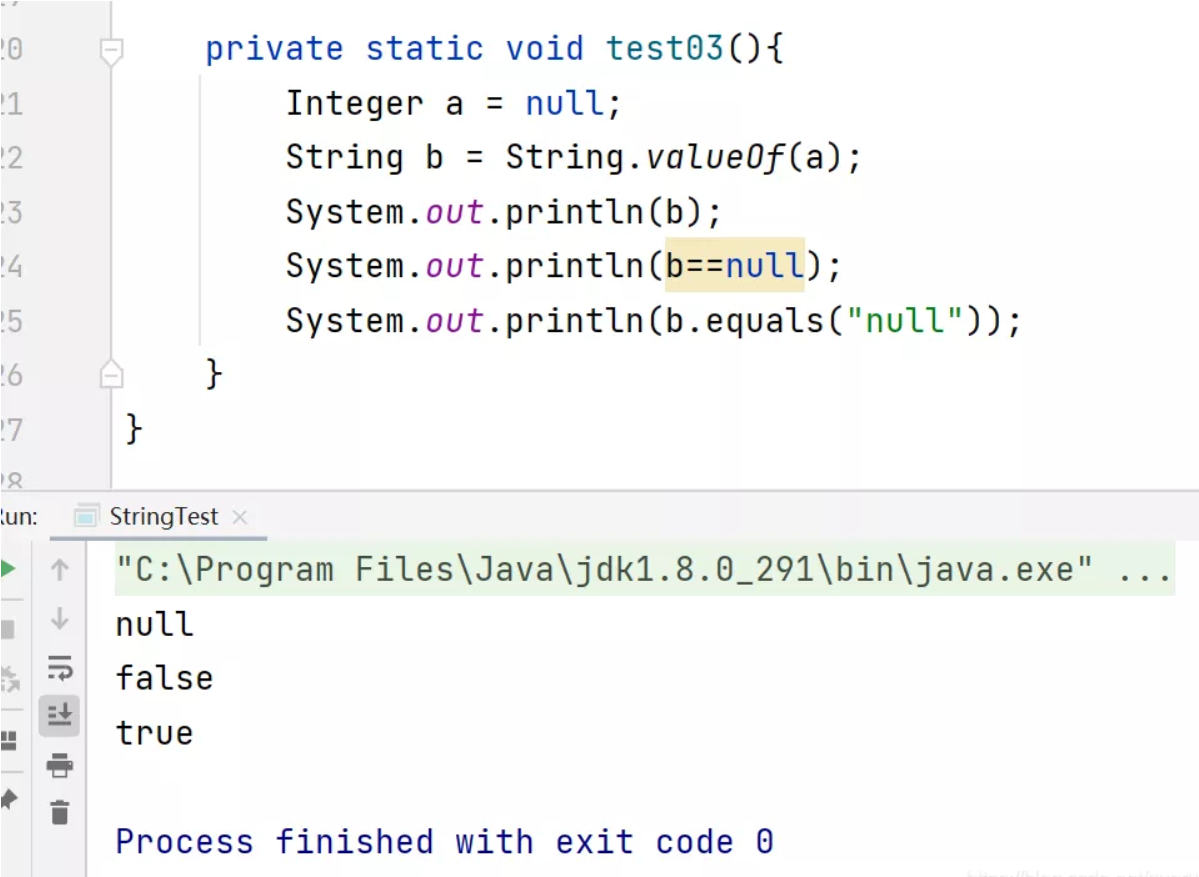 20 private static void test03(){
21 Integer a = null;
22 String b = String.valueOf(a);
23 System.out.println(b);
24 System.out.println(b==null);
25 System.out.println(b.equals("null"));
26 }
27 }
28
Run: StringTest ×
"C:\Program Files\Java\jdk1.8.0_291\bin\java.exe" ...
null
false
true
Process finished with exit code 0